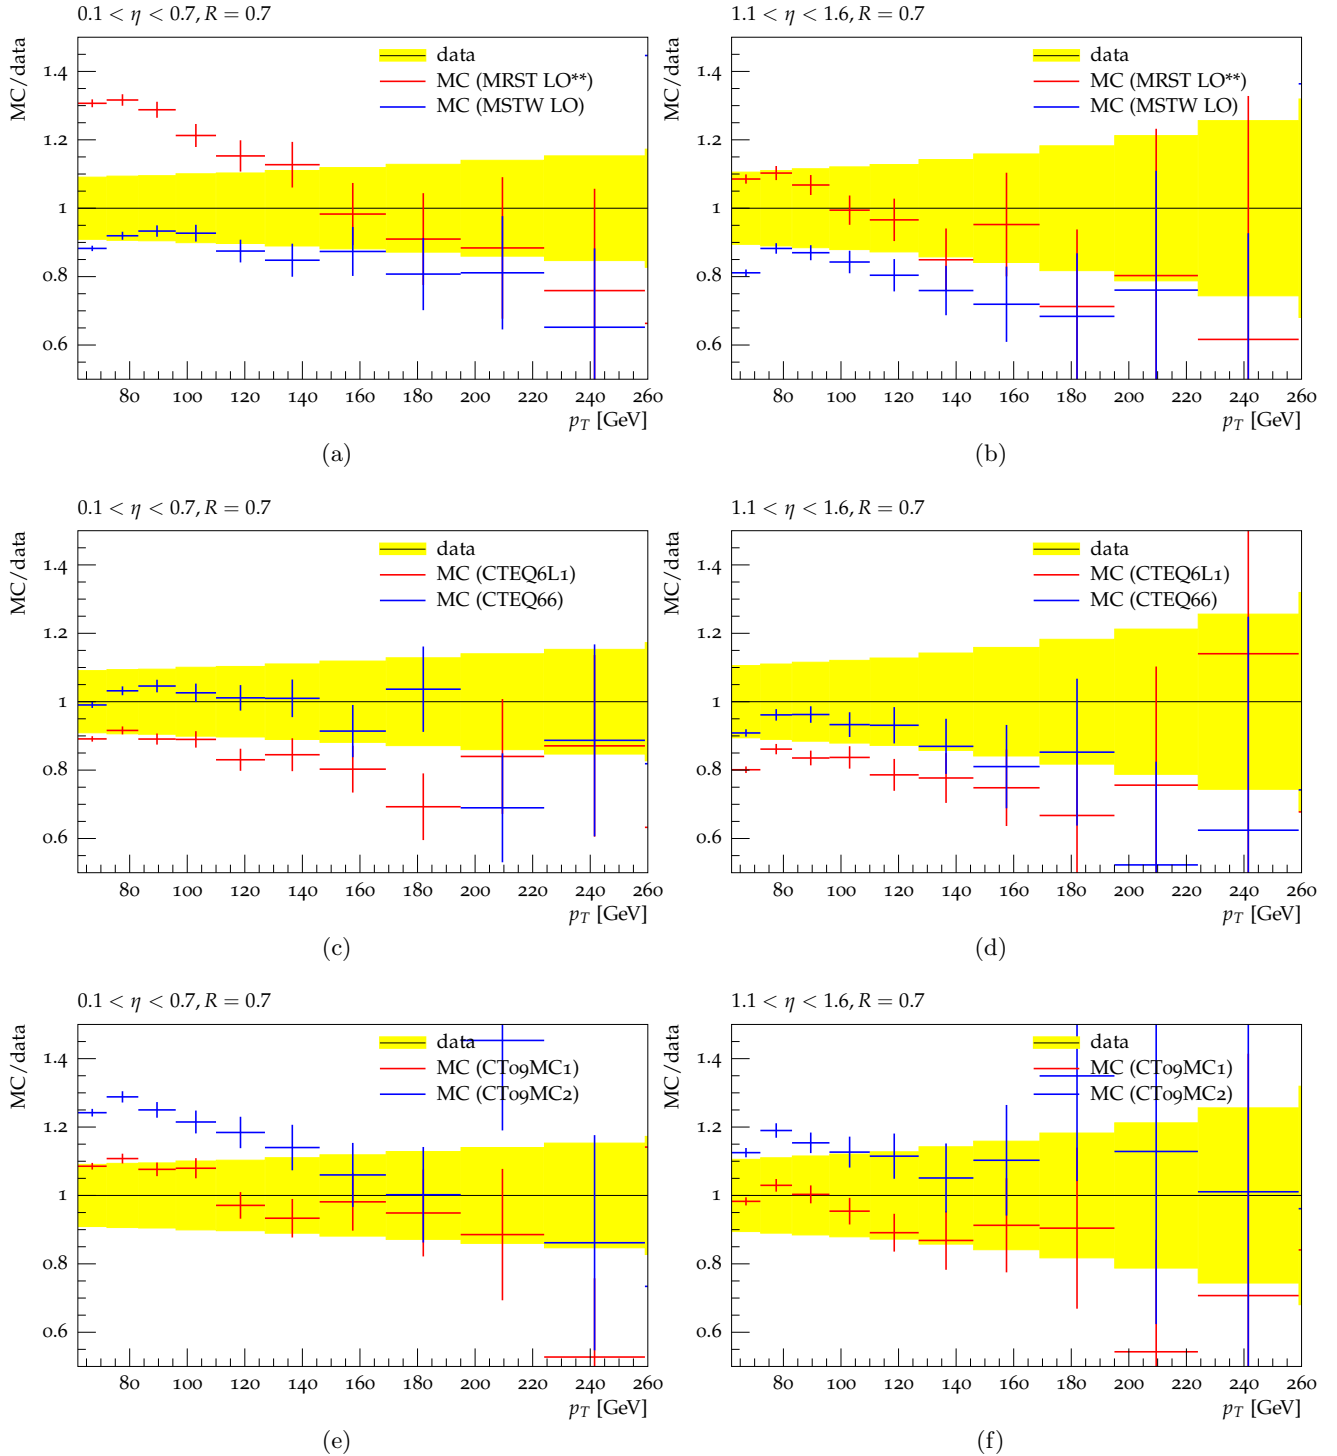 0.1 < η < 0.7, R = 0.7
MC/data
1.4
1.2
1
0.8
0.6
data
MC (MRST LO**)
MC (MSTW LO)
80 100 120 140 160 180 200 220 240 260
p_T [GeV]
(a)
1.1 < η < 1.6, R = 0.7
MC/data
1.4
1.2
1
0.8
0.6
data
MC (MRST LO**)
MC (MSTW LO)
80 100 120 140 160 180 200 220 240 260
p_T [GeV]
(b)
0.1 < η < 0.7, R = 0.7
MC/data
1.4
1.2
1
0.8
0.6
data
MC (CTEQ6L1)
MC (CTEQ66)
80 100 120 140 160 180 200 220 240 260
p_T [GeV]
(c)
1.1 < η < 1.6, R = 0.7
MC/data
1.4
1.2
1
0.8
0.6
data
MC (CTEQ6L1)
MC (CTEQ66)
80 100 120 140 160 180 200 220 240 260
p_T [GeV]
(d)
0.1 < η < 0.7, R = 0.7
MC/data
1.4
1.2
1
0.8
0.6
data
MC (CT09MC1)
MC (CT09MC2)
80 100 120 140 160 180 200 220 240 260
p_T [GeV]
(e)
1.1 < η < 1.6, R = 0.7
MC/data
1.4
1.2
1
0.8
0.6
data
MC (CT09MC1)
MC (CT09MC2)
80 100 120 140 160 180 200 220 240 260
p_T [GeV]
(f)